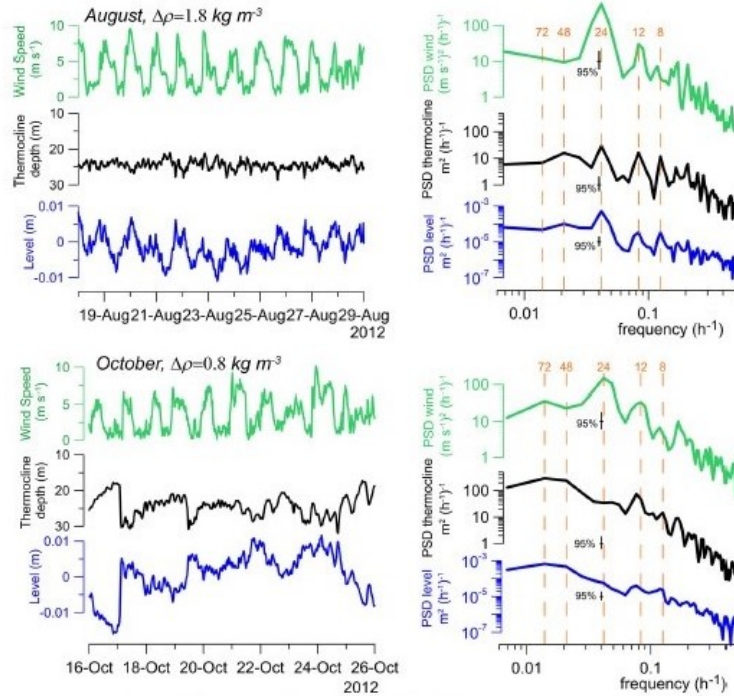 August, Δρ=1.8 kg m⁻³
Wind Speed
(m s⁻¹)
10
5
0
Thermocline
depth (m)
10
20
30
Level (m)
0.01
0
-0.01
19-Aug 21-Aug 23-Aug 25-Aug 27-Aug 29-Aug
2012
72 48 24 12 8
PSD wind
(m s⁻¹)² (h⁻¹)⁻¹
100
10
1
95%
PSD thermocline
m² (h⁻¹)⁻¹
100
10
1
95%
PSD level
m² (h⁻¹)⁻¹
10⁻³
10⁻⁵
10⁻⁷
95%
0.01 0.1
frequency (h⁻¹)
October, Δρ=0.8 kg m⁻³
Wind Speed
(m s⁻¹)
10
5
0
Thermocline
depth (m)
10
20
30
Level (m)
0.01
0
-0.01
16-Oct 18-Oct 20-Oct 22-Oct 24-Oct 26-Oct
2012
72 48 24 12 8
PSD wind
(m s⁻¹)² (h⁻¹)⁻¹
100
10
1
95%
PSD thermocline
m² (h⁻¹)⁻¹
100
10
1
95%
PSD level
m² (h⁻¹)⁻¹
10⁻³
10⁻⁵
10⁻⁷
95%
0.01 0.1
frequency (h⁻¹)